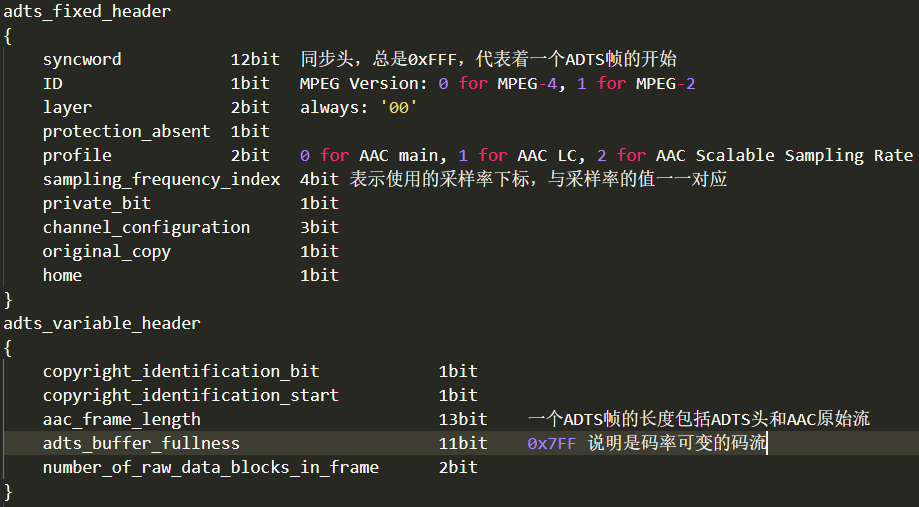 adts_fixed_header
{
syncword 12bit 同步头，总是0xFFF，代表着一个ADTS帧的开始
ID 1bit MPEG Version: 0 for MPEG-4, 1 for MPEG-2
layer 2bit always: '00'
protection_absent 1bit
profile 2bit 0 for AAC main, 1 for AAC LC, 2 for AAC Scalable Sampling Rate
sampling_frequency_index 4bit 表示使用的采样率下标，与采样率的值一一对应
private_bit 1bit
channel_configuration 3bit
original_copy 1bit
home 1bit
}
adts_variable_header
{
copyright_identification_bit 1bit
copyright_identification_start 1bit
aac_frame_length 13bit 一个ADTS帧的长度包括ADTS头和AAC原始流
adts_buffer_fullness 11bit 0x7FF 说明是码率可变的码流
number_of_raw_data_blocks_in_frame 2bit
}